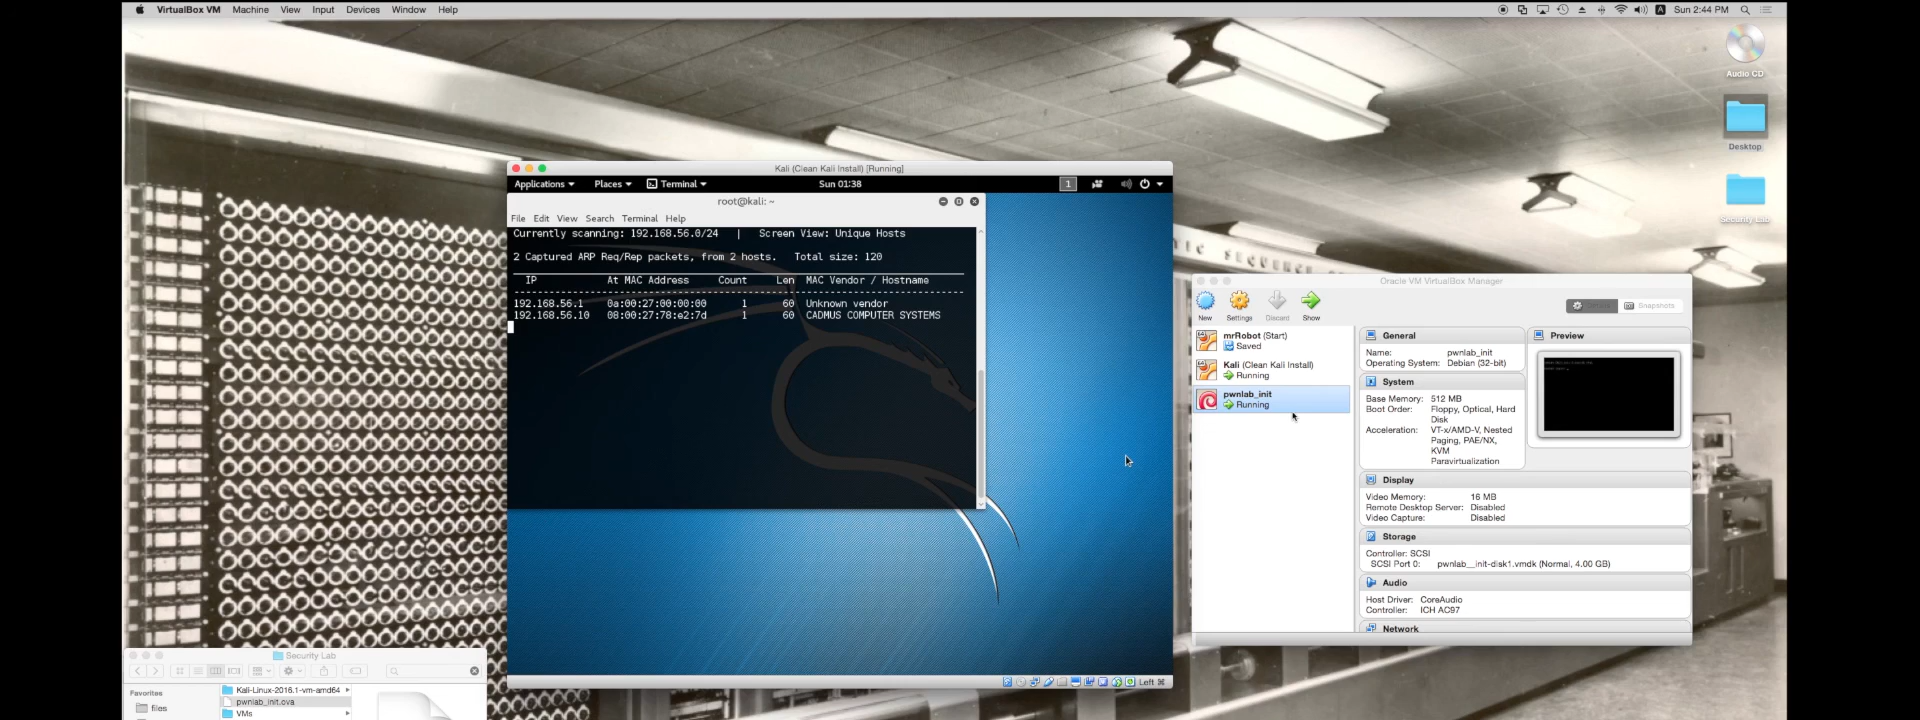 VirtualBox VM Machine View Input Devices Window Help
Sun 2:44 PM
Audio CD
Desktop
Security Lab
Kali (Clean Kali Install) [Running]
Applications Places Terminal
Sun 01:38
1
root@kali: ~
File Edit View Search Terminal Help
Currently scanning: 192.168.56.0/24 | Screen View: Unique Hosts
2 Captured ARP Req/Rep packets, from 2 hosts. Total size: 120
IP At MAC Address Count Len MAC Vendor / Hostname
192.168.56.1 0a:00:27:00:00:00 1 60 Unknown vendor
192.168.56.10 08:00:27:78:e2:7d 1 60 CADMUS COMPUTER SYSTEMS
Left ⌘
Oracle VM VirtualBox Manager
New Settings Discard Show
Snapshots
mrRobot (Start)
Saved
Kali (Clean Kali Install)
Running
pwnlab_init
Running
General
Name: pwnlab_init
Operating System: Debian (32-bit)
System
Base Memory: 512 MB
Boot Order: Floppy, Optical, Hard
Disk
Acceleration: VT-x/AMD-V, Nested
Paging, PAE/NX,
KVM
Paravirtualization
Preview
Display
Video Memory: 16 MB
Remote Desktop Server: Disabled
Video Capture: Disabled
Storage
Controller: SCSI
SCSI Port 0: pwnlab__init-disk1.vmdk (Normal, 4.00 GB)
Audio
Host Driver: CoreAudio
Controller: ICH AC97
Network
Security Lab
Favorites
files
Kali-Linux-2016.1-vm-amd64
pwnlab_init.ova
VMs